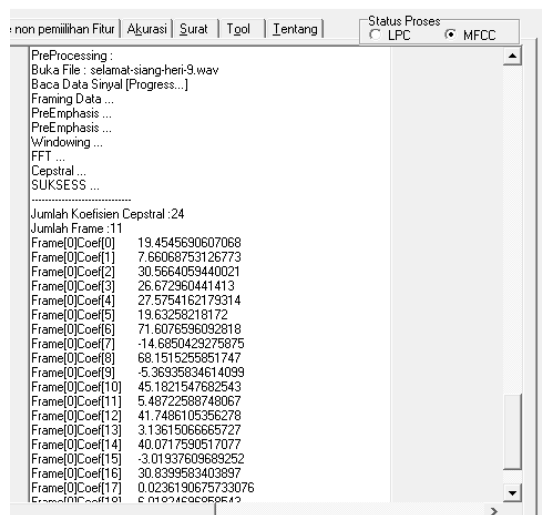 non pemiilihan Fitur Akurasi Surat Tool Tentang
Status Proses
LPC MFCC
PreProcessing :
Buka File : selamat-siang-heri-9.wav
Baca Data Sinyal [Progress...]
Framing Data ...
PreEmphasis ...
PreEmphasis ...
Windowing ...
FFT ...
Cepstral ...
SUKSESS ...
--------------------------------
Jumlah Koefisien Cepstral :24
Jumlah Frame :11
Frame[0]Coef[0] 19.4545690607068
Frame[0]Coef[1] 7.66068753126773
Frame[0]Coef[2] 30.5664059440021
Frame[0]Coef[3] 26.672960441413
Frame[0]Coef[4] 27.5754162179314
Frame[0]Coef[5] 19.63258218172
Frame[0]Coef[6] 71.6076596092818
Frame[0]Coef[7] -14.6850429275875
Frame[0]Coef[8] 68.1515255851747
Frame[0]Coef[9] -5.36935834614099
Frame[0]Coef[10] 45.1821547682543
Frame[0]Coef[11] 5.48722588748067
Frame[0]Coef[12] 41.7486105356278
Frame[0]Coef[13] 3.13615066665727
Frame[0]Coef[14] 40.0717590517077
Frame[0]Coef[15] -3.01937609689252
Frame[0]Coef[16] 30.8399583403897
Frame[0]Coef[17] 0.0236190675733076
Frame[0]Coef[18]